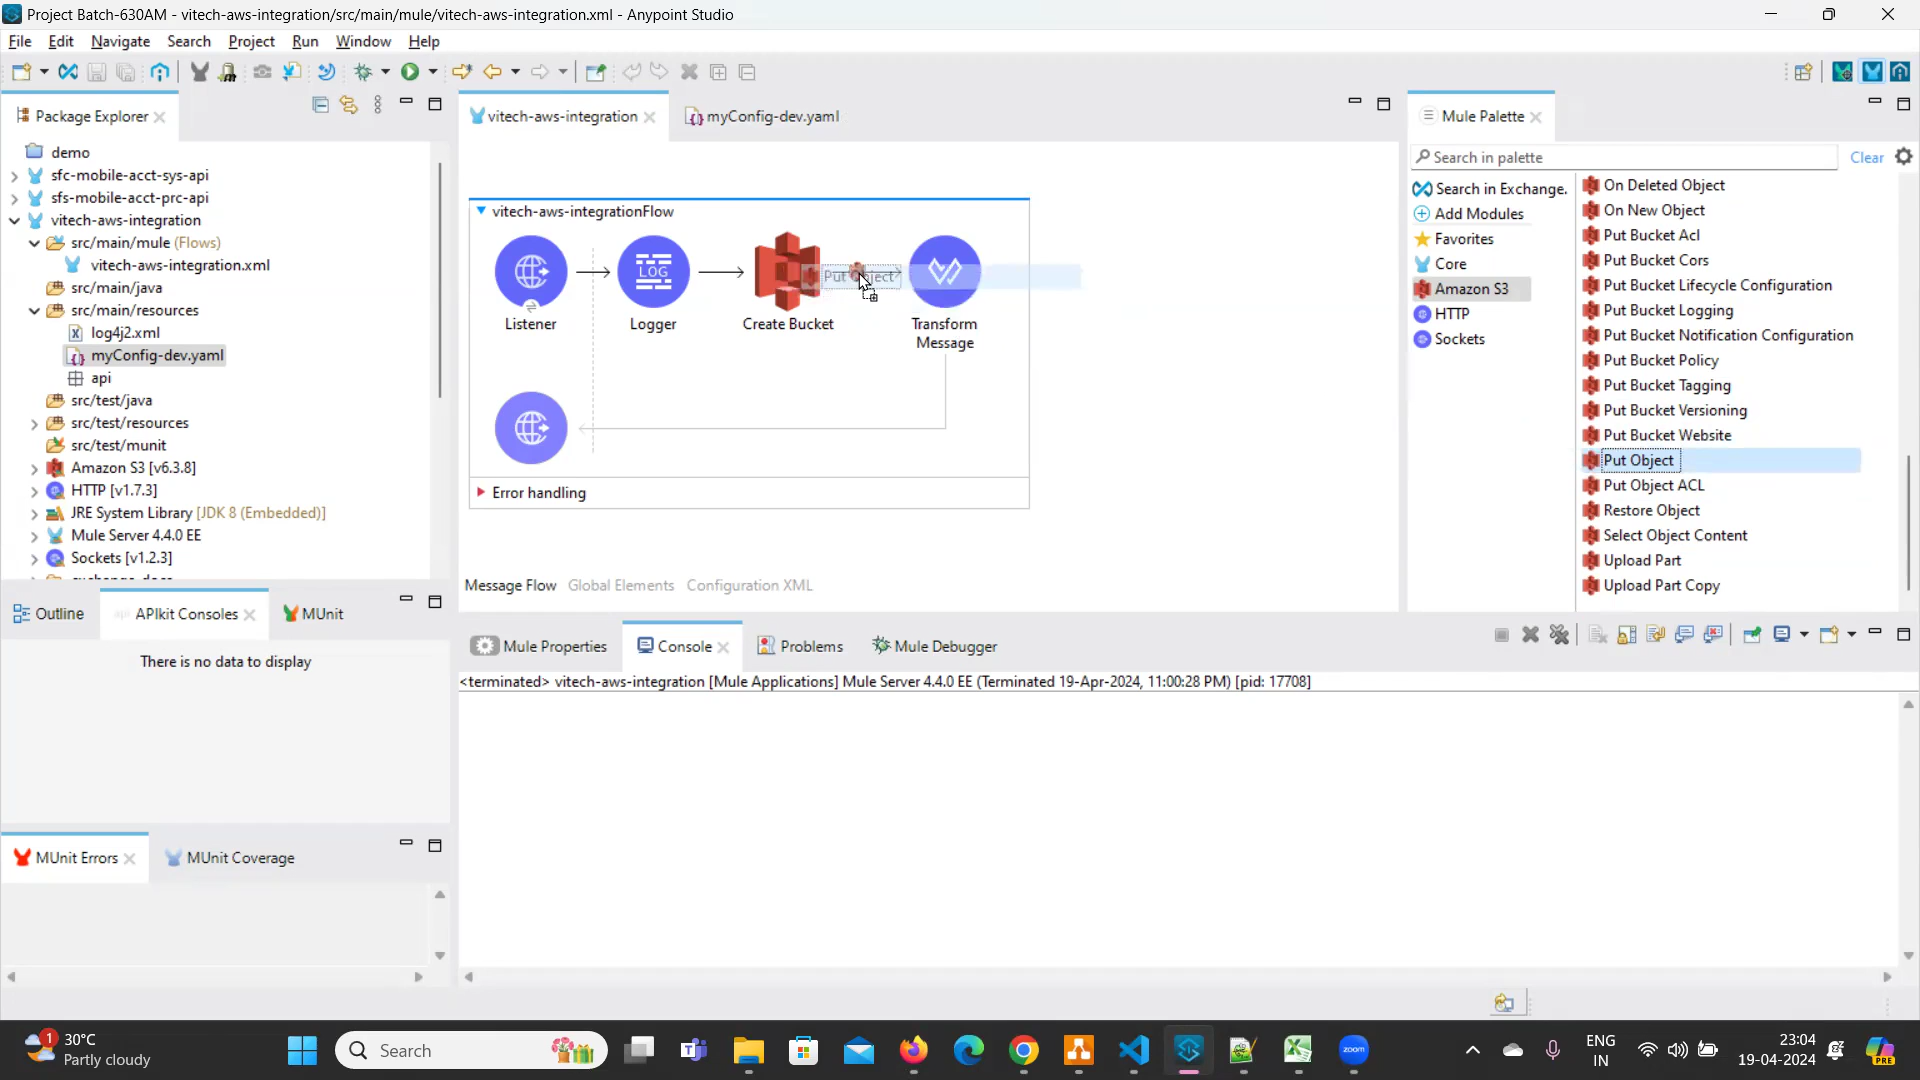 Project Batch-630AM - vitech-aws-integration/src/main/mule/vitech-aws-integration.xml - Anypoint Studio
File Edit Navigate Search Project Run Window Help
Package Explorer
demo
sfc-mobile-acct-sys-api
sfs-mobile-acct-prc-api
vitech-aws-integration
src/main/mule (Flows)
vitech-aws-integration.xml
src/main/java
src/main/resources
log4j2.xml
myConfig-dev.yaml
api
src/test/java
src/test/resources
src/test/munit
Amazon S3 [v6.3.8]
HTTP [v1.7.3]
JRE System Library [JDK 8 (Embedded)]
Mule Server 4.4.0 EE
Sockets [v1.2.3]
vitech-aws-integration
myConfig-dev.yaml
vitech-aws-integrationFlow
LOG
Put Object
Listener
Logger
Create Bucket
Transform
Message
Error handling
Message Flow Global Elements Configuration XML
Mule Palette
Search in palette
Clear
Search in Exchange.
Add Modules
Favorites
Core
Amazon S3
HTTP
Sockets
On Deleted Object
On New Object
Put Bucket Acl
Put Bucket Cors
Put Bucket Lifecycle Configuration
Put Bucket Logging
Put Bucket Notification Configuration
Put Bucket Policy
Put Bucket Tagging
Put Bucket Versioning
Put Bucket Website
Put Object
Put Object ACL
Restore Object
Select Object Content
Upload Part
Upload Part Copy
Outline APIkit Consoles MUnit
There is no data to display
MUnit Errors MUnit Coverage
Mule Properties Console Problems Mule Debugger
<terminated> vitech-aws-integration [Mule Applications] Mule Server 4.4.0 EE (Terminated 19-Apr-2024, 11:00:28 PM) [pid: 17708]
1
30°C
Partly cloudy
Search
zoom
ENG
IN
23:04
19-04-2024
PRE